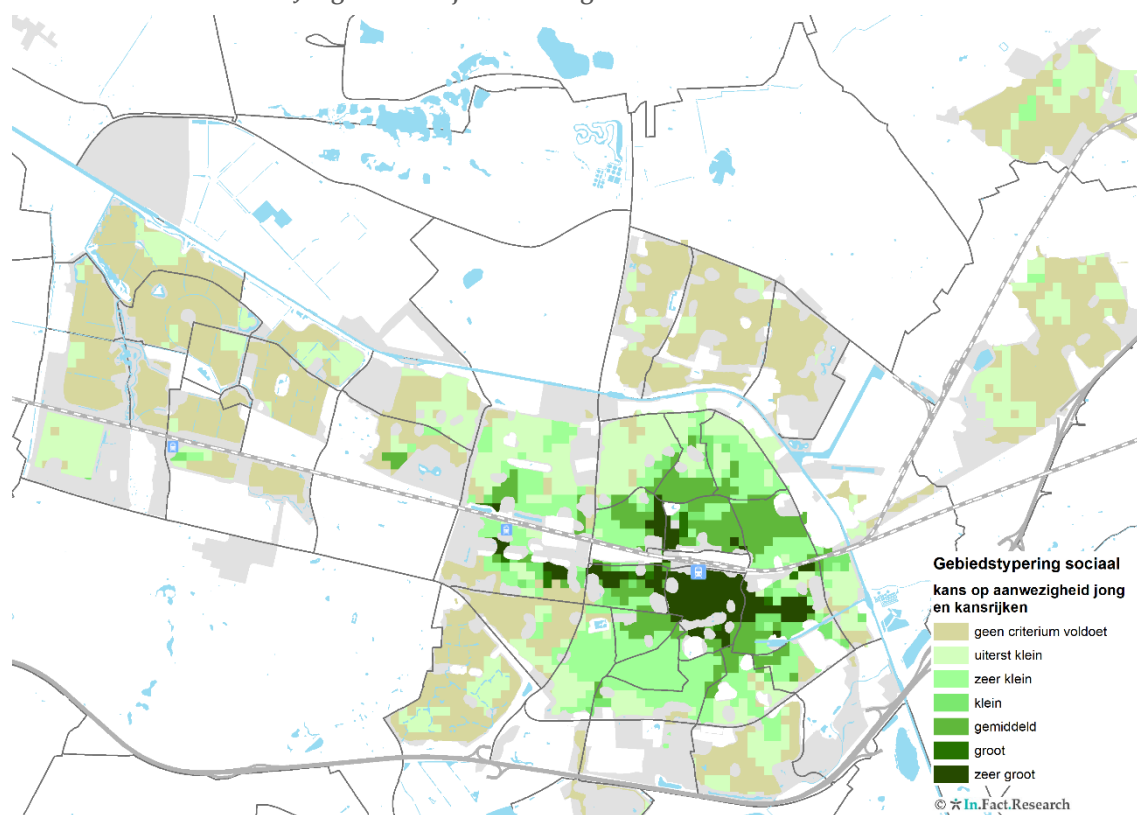 Gebiedstypering sociaal
kans op aanwezigheid jong
en kansrijken
geen criterium voldoet
uiterst klein
zeer klein
klein
gemiddeld
groot
zeer groot
© In.Fact.Research